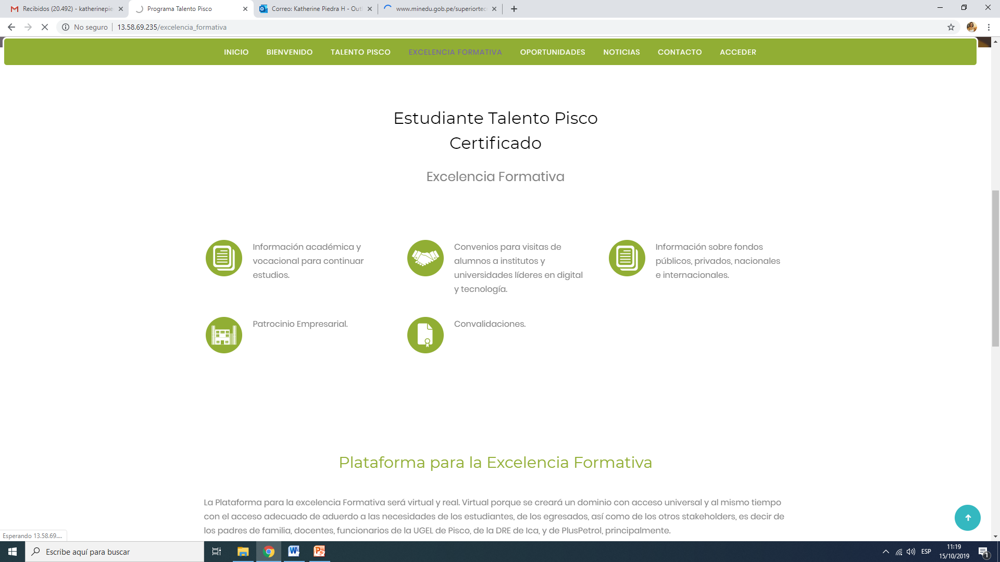 Recibidos (20.492) - katherinepie
Programa Talento Pisco
Correo: Katherine Piedra H - Outl
www.minedu.gob.pe/superiortec
No seguro
13.58.69.235/excelencia_formativa
INICIO
BIENVENIDO
TALENTO PISCO
EXCELENCIA FORMATIVA
OPORTUNIDADES
NOTICIAS
CONTACTO
ACCEDER
Estudiante Talento Pisco
Certificado
Excelencia Formativa
Información académica y
vocacional para continuar
estudios.
Convenios para visitas de
alumnos a institutos y
universidades líderes en digital
y tecnología.
Información sobre fondos
públicos, privados, nacionales
e internacionales.
Patrocinio Empresarial.
Convalidaciones.
Plataforma para la Excelencia Formativa
La Plataforma para la excelencia Formativa será virtual y real. Virtual porque se creará un dominio con acceso universal y al mismo tiempo
con el acceso adecuado de aduerdo a las necesidades de los estudiantes, de los egresados, así como de los otros stakeholders, es decir de
los padres de familia, docentes, funcionarios de la UGEL de Pisco, de la DRE de Ica, y de PlusPetrol, principalmente.
Esperando 13.58.69....
Escribe aquí para buscar
ESP
11:19
15/10/2019
1